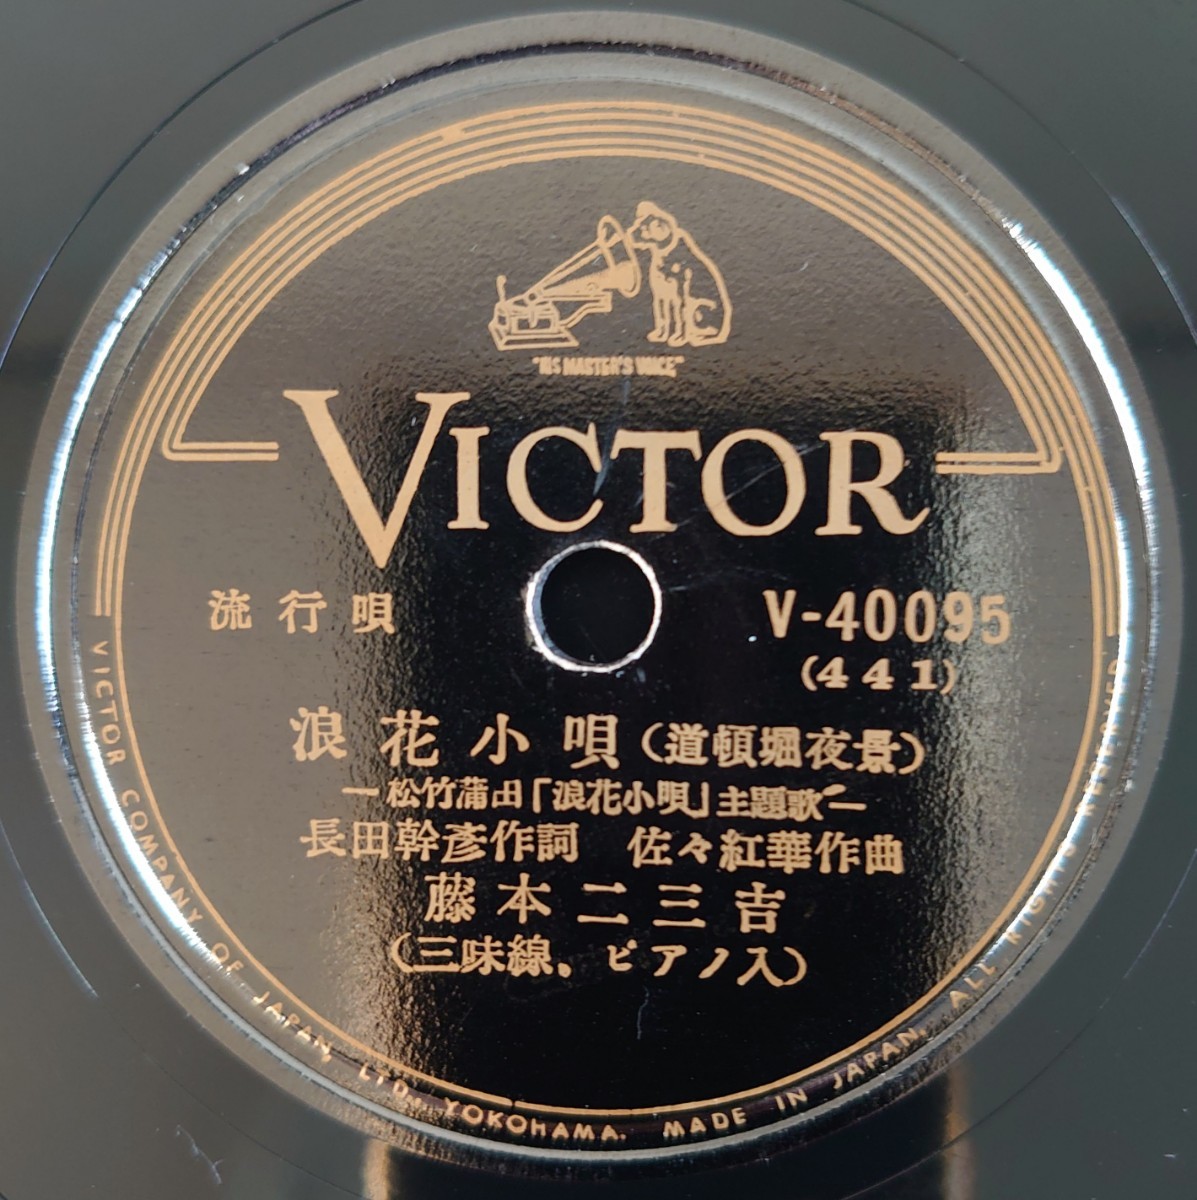 "HIS MASTER'S VOICE"
VICTOR
流行唄
V-40095
(441)
浪花小唄(道頓堀夜景)
—松竹蒲田「浪花小唄」主題歌—
長田幹彦作詞 佐々紅華作曲
藤本二三吉
(三味線、ピアノ入)
VICTOR COMPANY OF JAPAN, LTD., YOKOHAMA. MADE IN JAPAN. ALL RIGHTS RESERVED